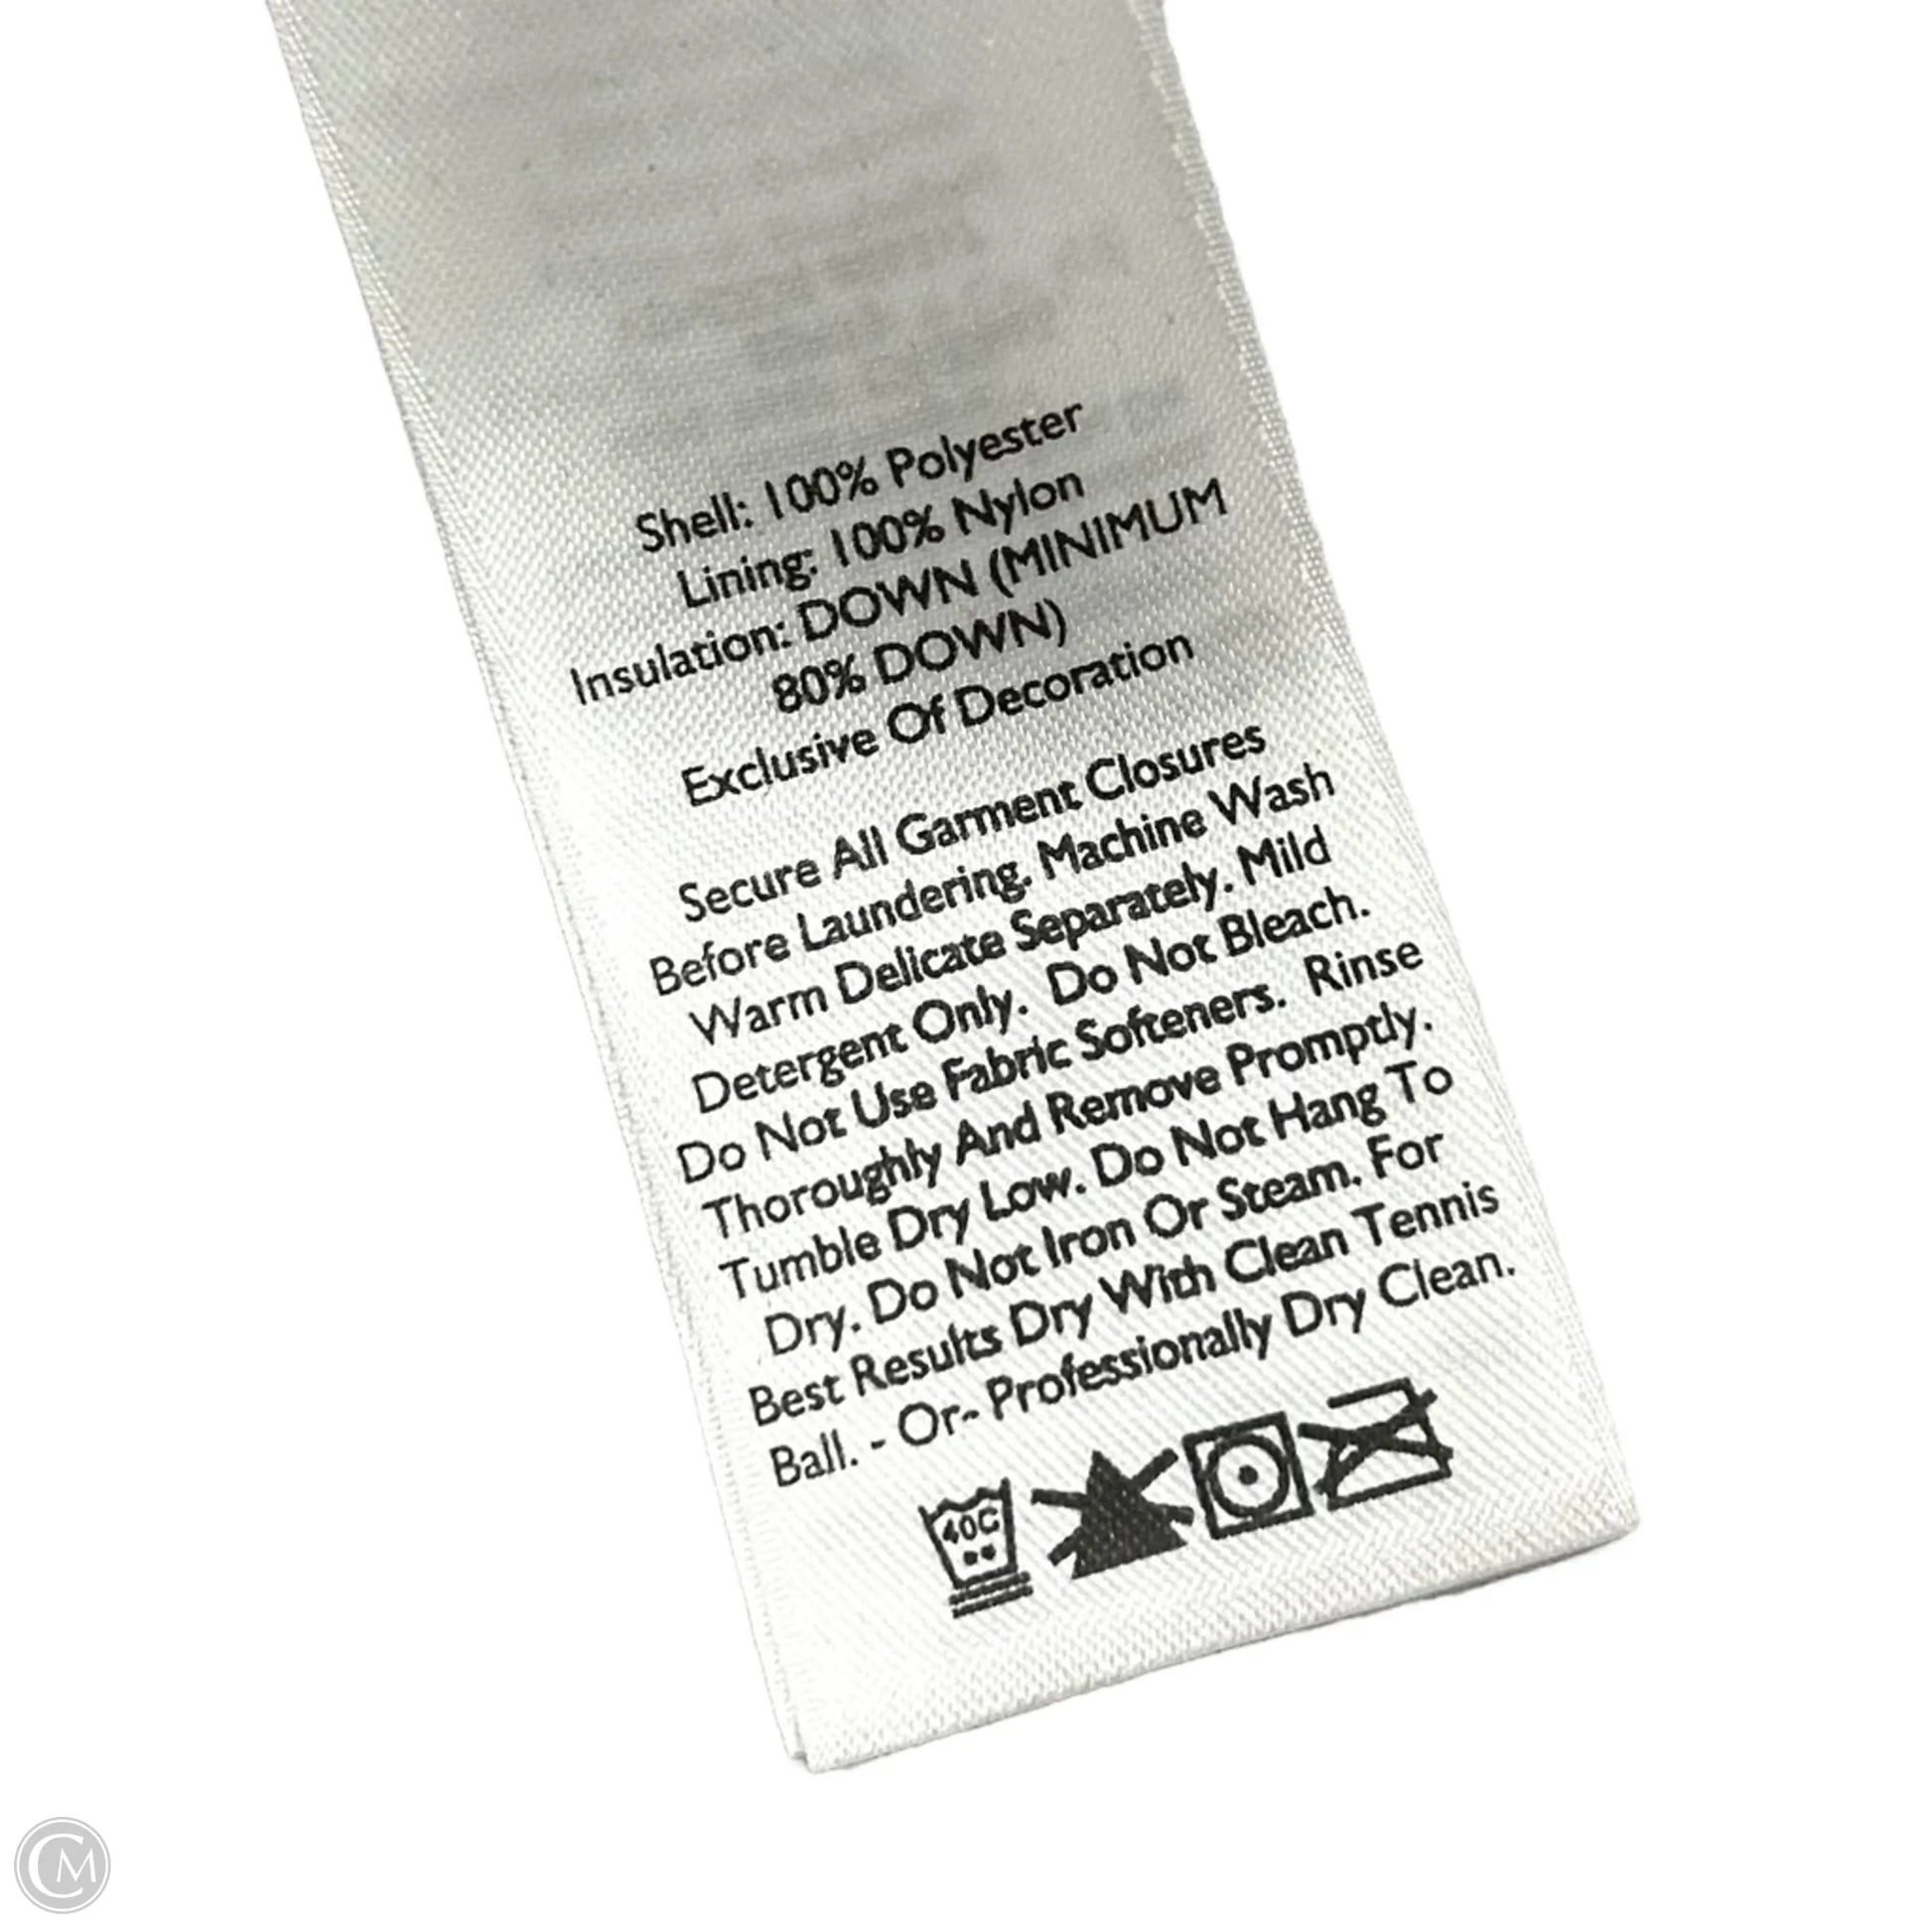 Shell: 100% Polyester
Lining: 100% Nylon
Insulation: DOWN (MINIMUM
80% DOWN)
Exclusive Of Decoration
Secure All Garment Closures
Before Laundering. Machine Wash
Warm Delicate Separately. Mild
Detergent Only. Do Not Bleach.
Do Not Use Fabric Softeners. Rinse
Thoroughly And Remove Promptly.
Tumble Dry Low. Do Not Hang To
Dry. Do Not Iron Or Steam. For
Best Results Dry With Clean Tennis
Ball. - Or- Professionally Dry Clean.
40C
CM